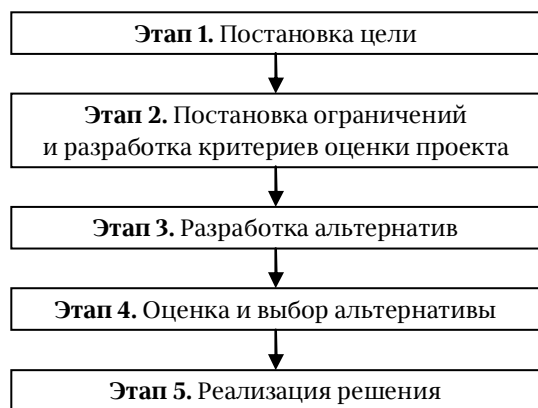 Этап 1. Постановка цели
Этап 2. Постановка ограничений
и разработка критериев оценки проекта
Этап 3. Разработка альтернатив
Этап 4. Оценка и выбор альтернативы
Этап 5. Реализация решения